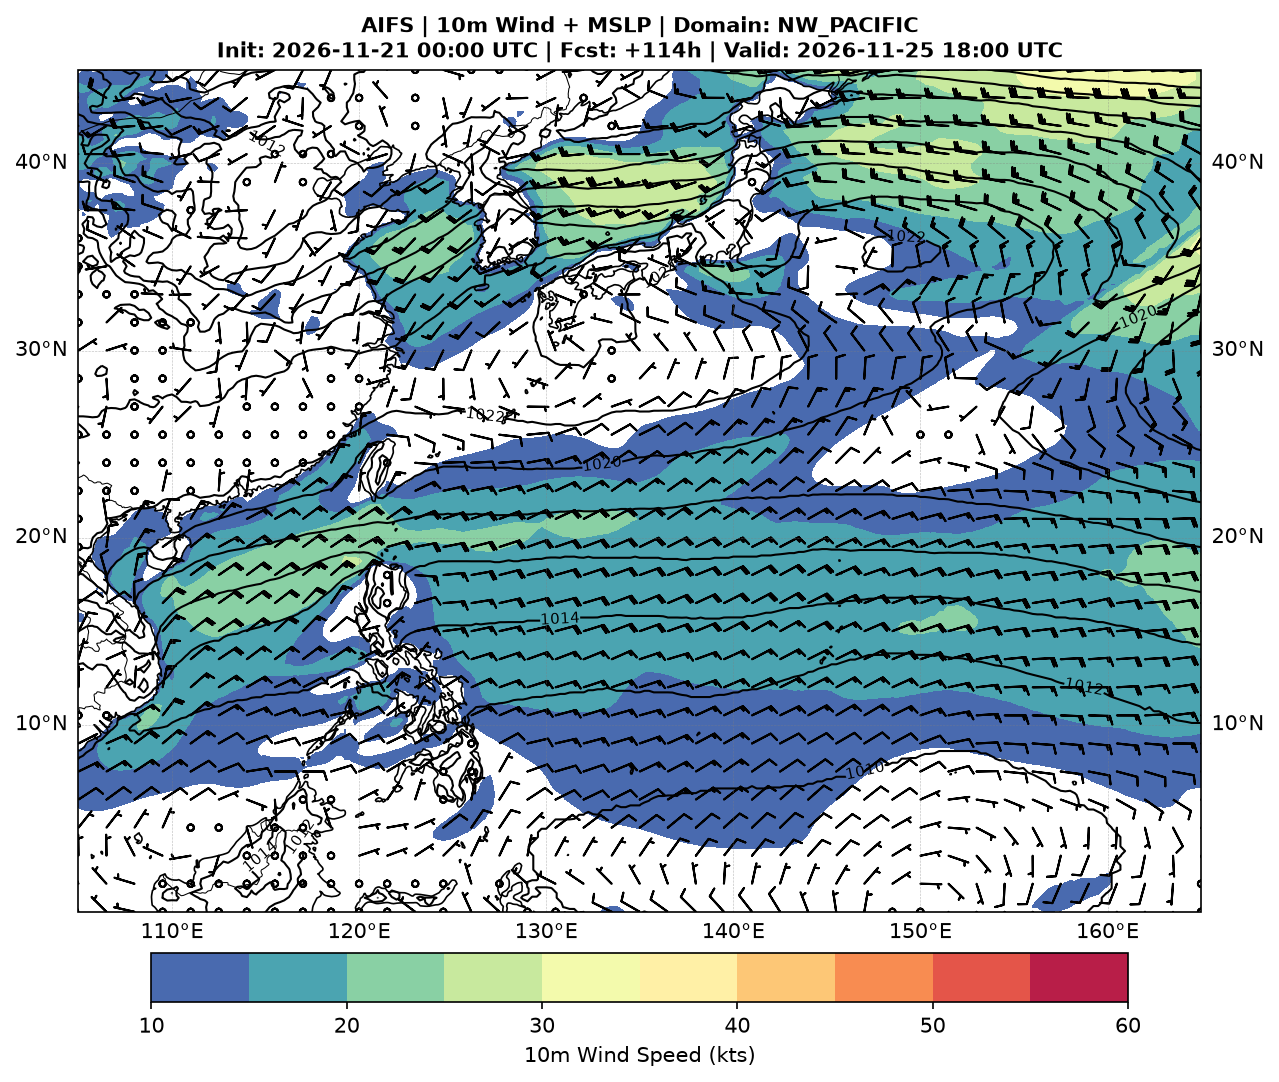 AIFS | 10m Wind + MSLP | Domain: NW_PACIFIC
Init: 2026-11-21 00:00 UTC | Fcst: +114h | Valid: 2026-11-25 18:00 UTC
1012
40°N
40°N
1022
1020
30°N
30°N
1022
1020
20°N
20°N
1014
1012
10°N
10°N
1010
1012
110°E
120°E
130°E
140°E
150°E
160°E
10
20
30
40
50
60
10m Wind Speed (kts)